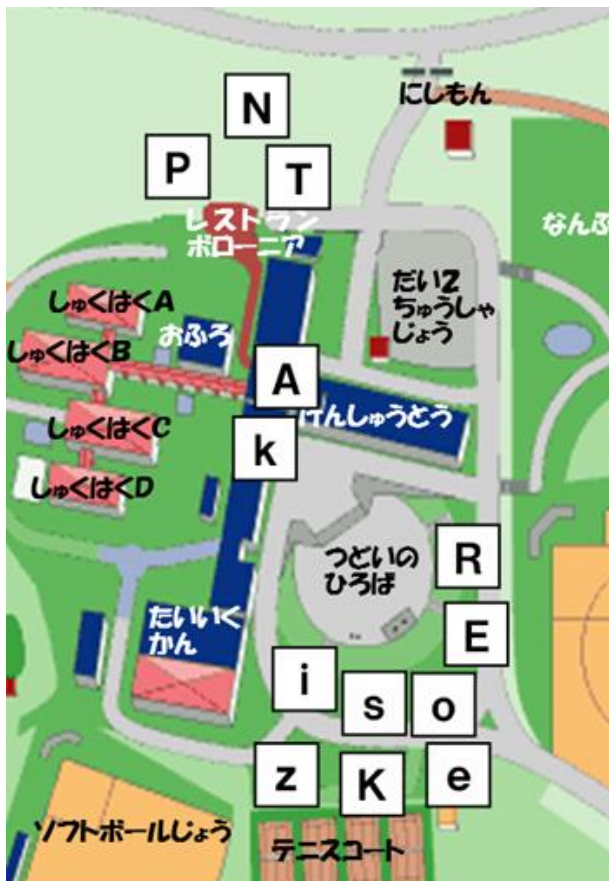 にしもん
N
P
T
レストラン
ボローニア
なんぶ
だい2
ちゅうしゃ
じょう
しゅくはくA
おふろ
しゅくはくB
A
けんしゅうとう
しゅくはくC
k
しゅくはくD
R
つどいの
ひろば
E
たいいく
かん
i
s
o
z
K
e
ソフトボールじょう
テニスコート